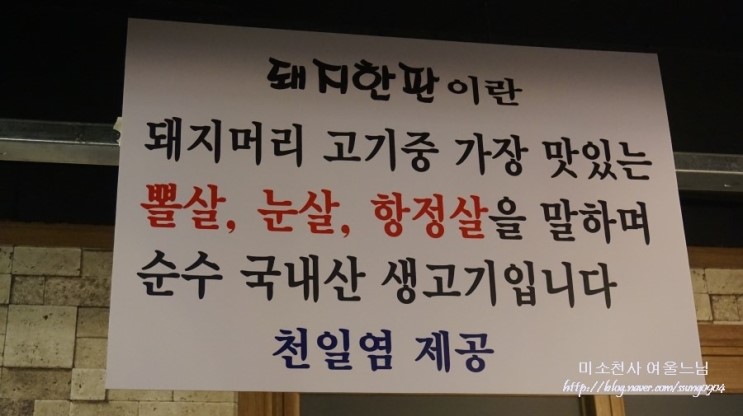 돼지한판이란
돼지머리 고기중 가장 맛있는
뽈살, 눈살, 항정살을 말하며
순수 국내산 생고기입니다
천일염 제공
미소천사 여울느님
http://blog.naver.com/sung0904